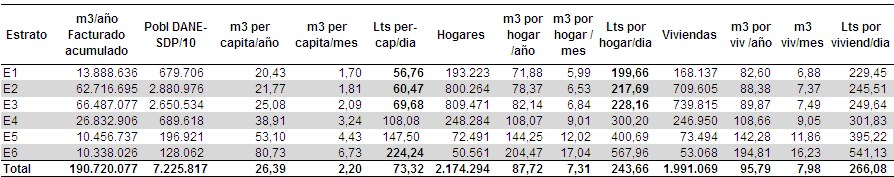 Estrato m3/año Facturado acumulado Pobl DANE-SDP/10 m3 per capita/año m3 per capita/mes Lts per-cap/dia Hogares m3 por hogar /año m3 por hogar / mes Lts por hogar/dia Viviendas m3 por viv /año m3 viv/mes Lts por viviend/dia
E1 13.888.636 679.706 20,43 1,70 56,76 193.223 71,88 5,99 199,66 168.137 82,60 6,88 229,45
E2 62.716.695 2.880.976 21,77 1,81 60,47 800.264 78,37 6,53 217,69 709.605 88,38 7,37 245,51
E3 66.487.077 2.650.534 25,08 2,09 69,68 809.471 82,14 6,84 228,16 739.815 89,87 7,49 249,64
E4 26.832.906 689.618 38,91 3,24 108,08 248.284 108,07 9,01 300,20 246.950 108,66 9,05 301,83
E5 10.456.737 196.921 53,10 4,43 147,50 72.491 144,25 12,02 400,69 73.494 142,28 11,86 395,22
E6 10.338.026 128.062 80,73 6,73 224,24 50.561 204,47 17,04 567,96 53.068 194,81 16,23 541,13
Total 190.720.077 7.225.817 26,39 2,20 73,32 2.174.294 87,72 7,31 243,66 1.991.069 95,79 7,98 266,08